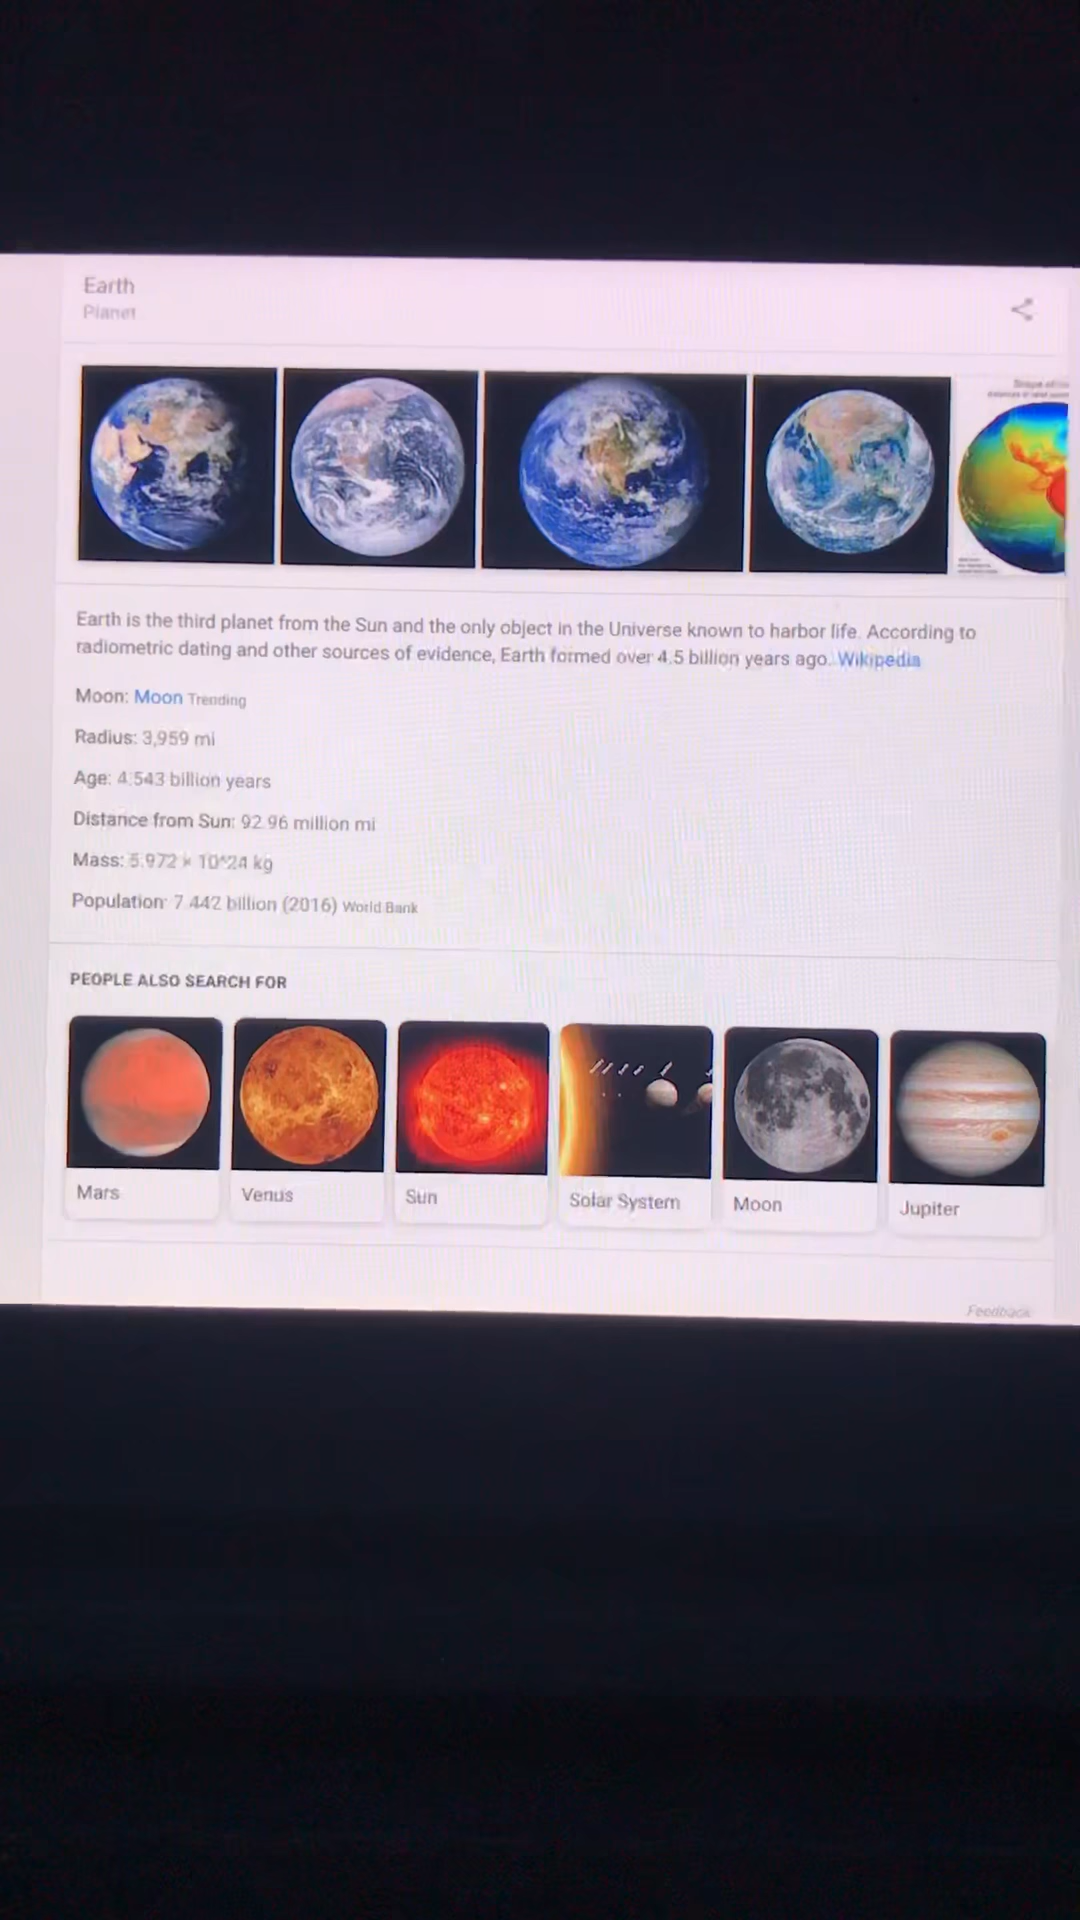 Earth
Planet
Earth is the third planet from the Sun and the only object in the Universe known to harbor life. According to
radiometric dating and other sources of evidence, Earth formed over 4.5 billion years ago. Wikipedia
Moon: Moon Trending
Radius: 3,959 mi
Age: 4.543 billion years
Distance from Sun: 92.96 million mi
Mass: 5.972 × 10^24 kg
Population: 7.442 billion (2016) World Bank
PEOPLE ALSO SEARCH FOR
Mars
Venus
Sun
Solar System
Moon
Jupiter
Feedback